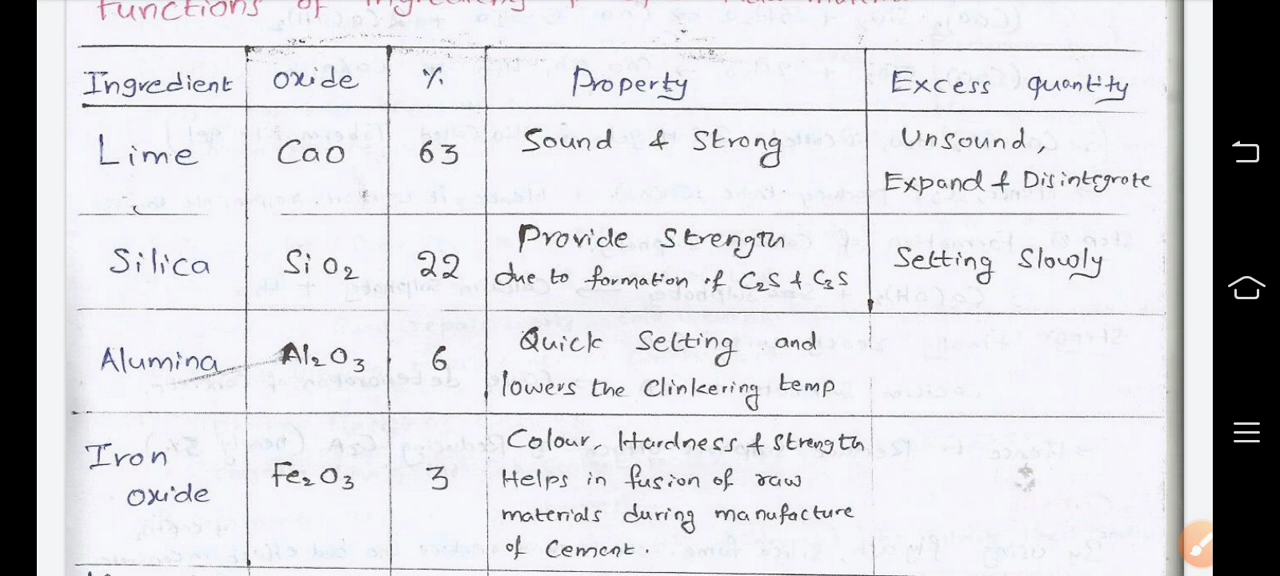 functions of Ingredients
Ingredient oxide % Property Excess quantity
Lime CaO 63 Sound & Strong Unsound,
Expand & Disintegrate
Silica SiO2 22 Provide Strength
due to formation of C2S & C3S Setting Slowly
Alumina Al2O3 6 Quick Setting and
lowers the Clinkering temp
Iron
oxide Fe2O3 3 Colour, Hardness & Strength
Helps in fusion of raw
materials during manufacture
of Cement.